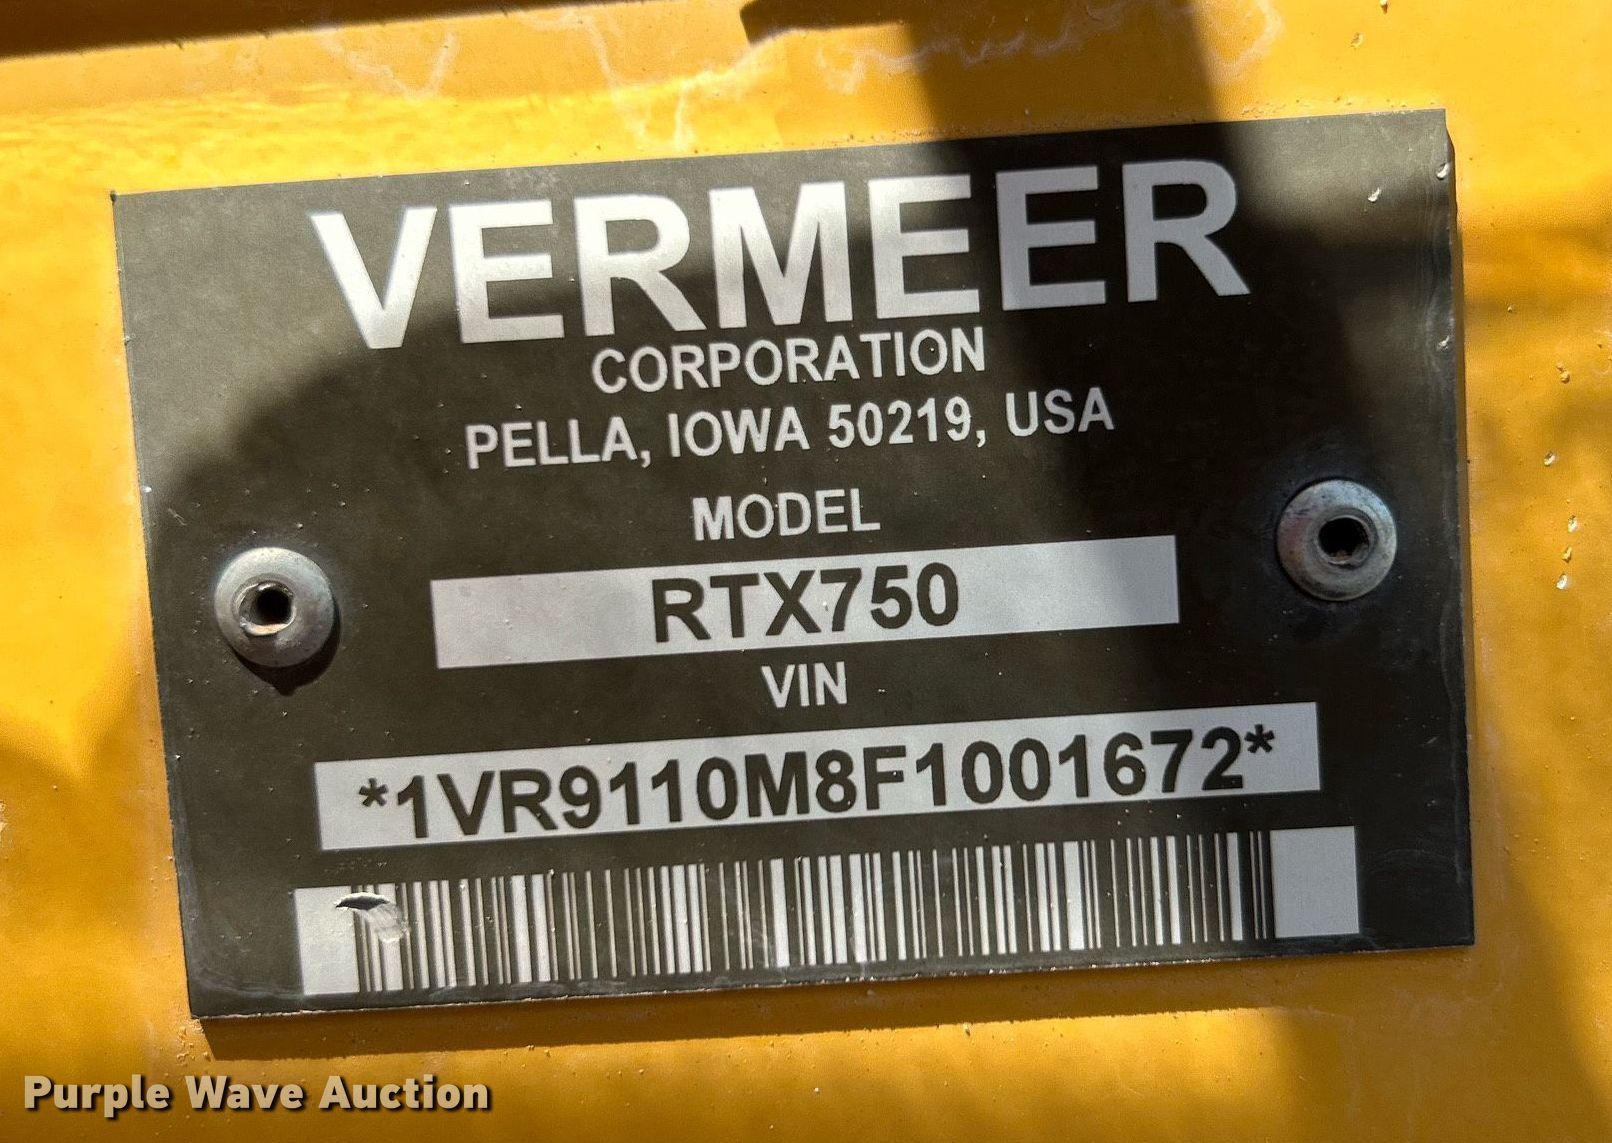 VERMEER
CORPORATION
PELLA, IOWA 50219, USA
MODEL
RTX750
VIN
*1VR9110M8F1001672*
Purple Wave Auction